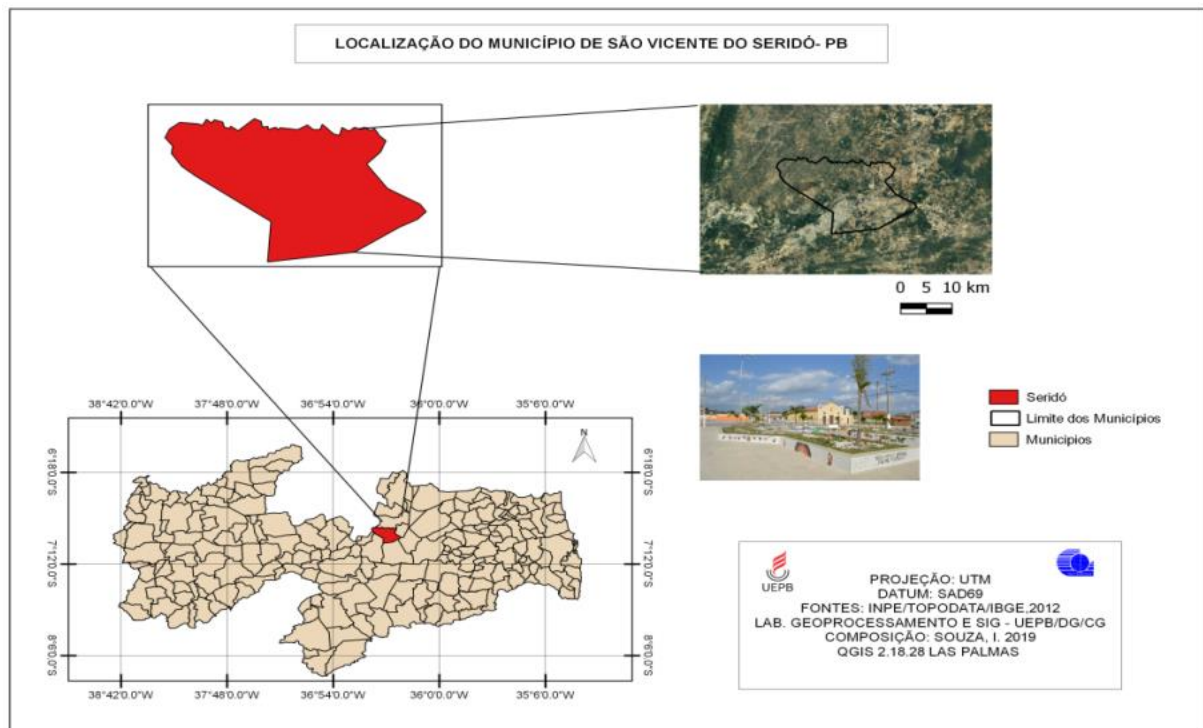 LOCALIZAÇÃO DO MUNICÍPIO DE SÃO VICENTE DO SERIDÓ- PB
0 5 10 km
Seridó
Limite dos Municípios
Municípios
38°42'0.0"W 37°48'0.0"W 36°54'0.0"W 36°0'0.0"W 35°6'0.0"W
N
6°18'0.0"S 6°18'0.0"S
7°12'0.0"S 7°12'0.0"S
8°6'0.0"S 8°6'0.0"S
38°42'0.0"W 37°48'0.0"W 36°54'0.0"W 36°0'0.0"W 35°6'0.0"W
UEPB
PROJEÇÃO: UTM
DATUM: SAD69
FONTES: INPE/TOPODATA/IBGE,2012
LAB. GEOPROCESSAMENTO E SIG - UEPB/DG/CG
COMPOSIÇÃO: SOUZA, I. 2019
QGIS 2.18.28 LAS PALMAS